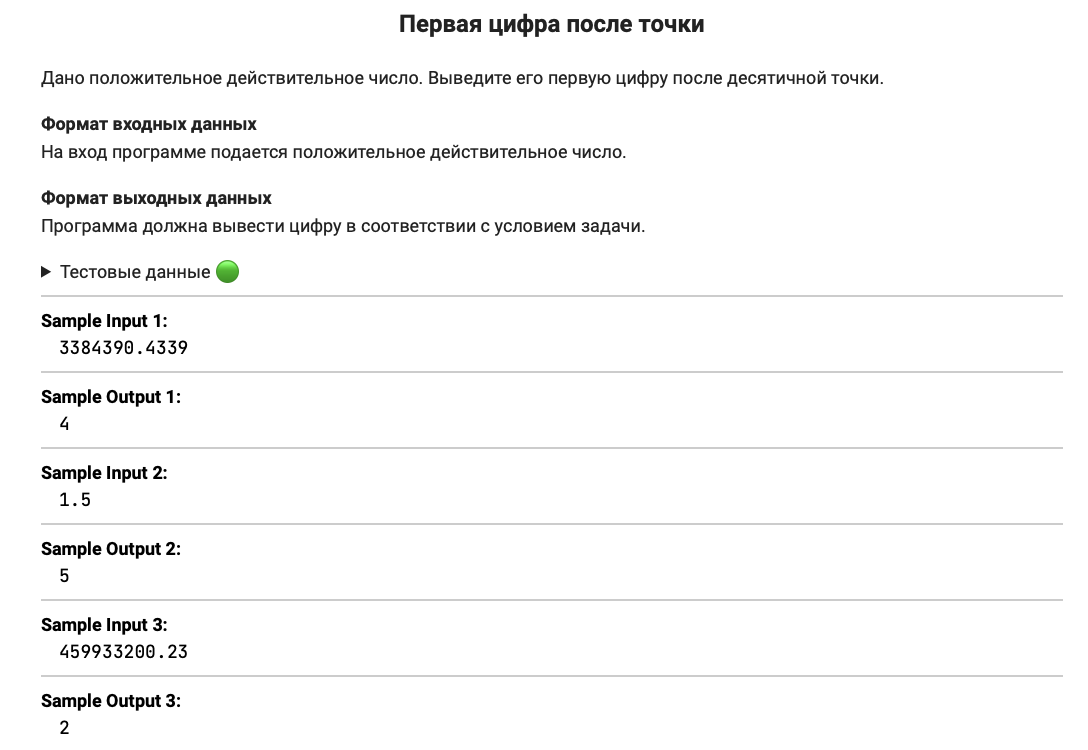 Первая цифра после точки
Дано положительное действительное число. Выведите его первую цифру после десятичной точки.
Формат входных данных
На вход программе подается положительное действительное число.
Формат выходных данных
Программа должна вывести цифру в соответствии с условием задачи.
Тестовые данные
Sample Input 1:
3384390.4339
Sample Output 1:
4
Sample Input 2:
1.5
Sample Output 2:
5
Sample Input 3:
459933200.23
Sample Output 3:
2